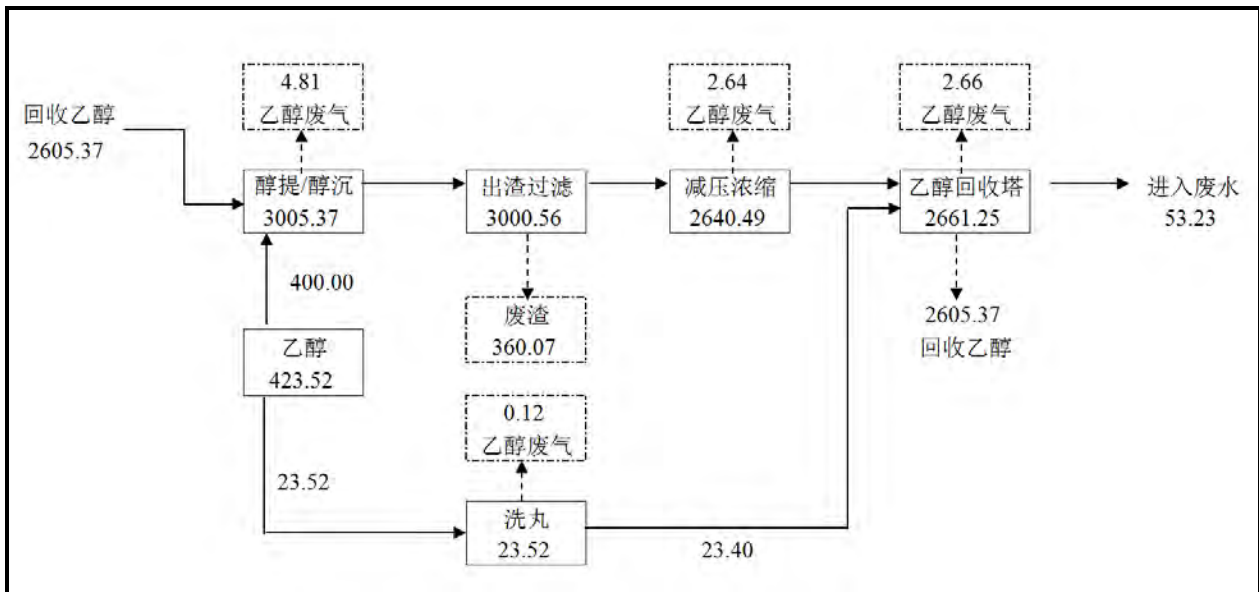 4.81
乙醇废气
2.64
乙醇废气
2.66
乙醇废气
回收乙醇
2605.37
醇提/醇沉
3005.37
出渣过滤
3000.56
减压浓缩
2640.49
乙醇回收塔
2661.25
进入废水
53.23
400.00
废渣
360.07
2605.37
回收乙醇
乙醇
423.52
0.12
乙醇废气
23.52
洗丸
23.52
23.40